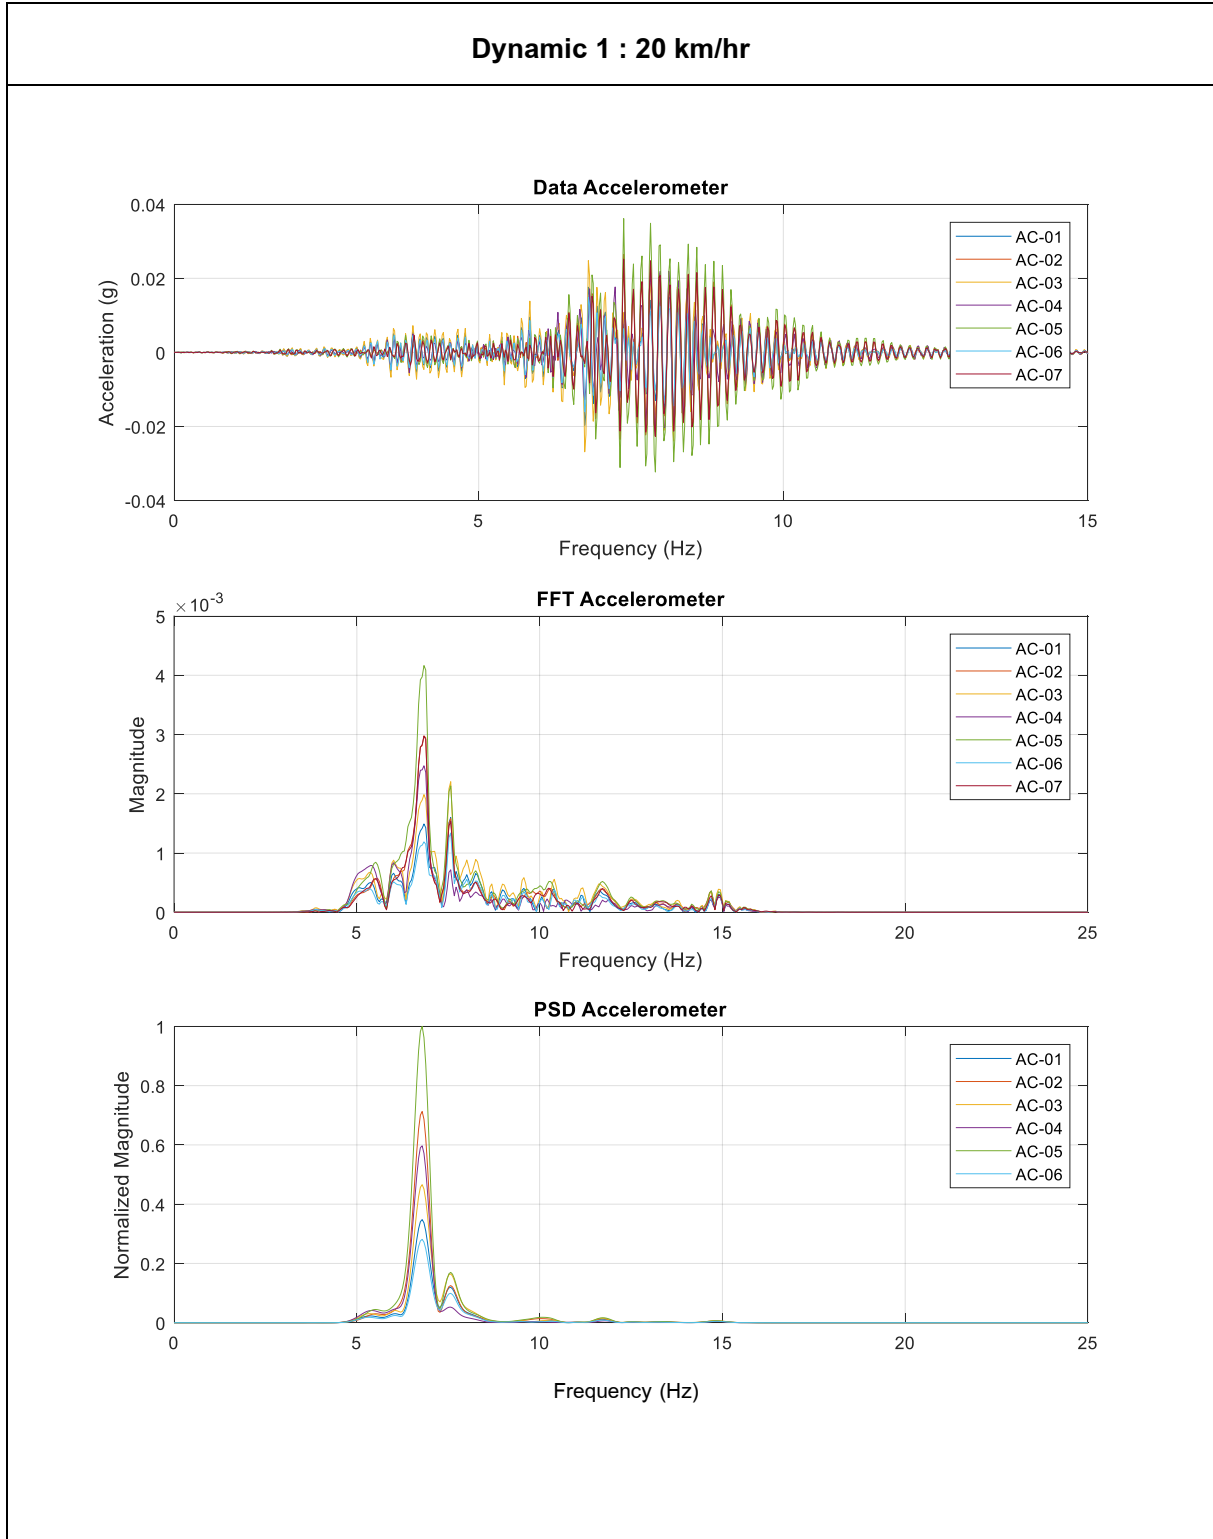 Dynamic 1 : 20 km/hr
Data Accelerometer
0.04
0.02
0
-0.02
-0.04
Acceleration (g)
0 5 10 15
Frequency (Hz)
AC-01
AC-02
AC-03
AC-04
AC-05
AC-06
AC-07
FFT Accelerometer
×10-3
5
4
3
2
1
0
Magnitude
0 5 10 15 20 25
Frequency (Hz)
AC-01
AC-02
AC-03
AC-04
AC-05
AC-06
AC-07
PSD Accelerometer
1
0.8
0.6
0.4
0.2
0
Normalized Magnitude
0 5 10 15 20 25
Frequency (Hz)
AC-01
AC-02
AC-03
AC-04
AC-05
AC-06